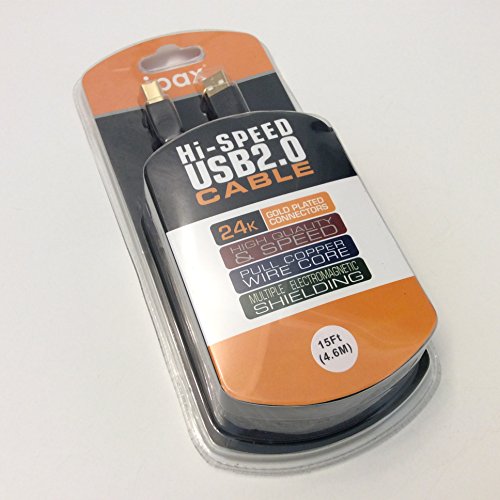 ipax
Hi-SPEED
USB2.0
CABLE
24K
GOLD PLATED
CONNECTORS
HIGH QUALITY
& SPEED
PULL COPPER
WIRE CORE
MULTIPLE ELECTROMAGNETIC
SHIELDING
15Ft
(4.6M)